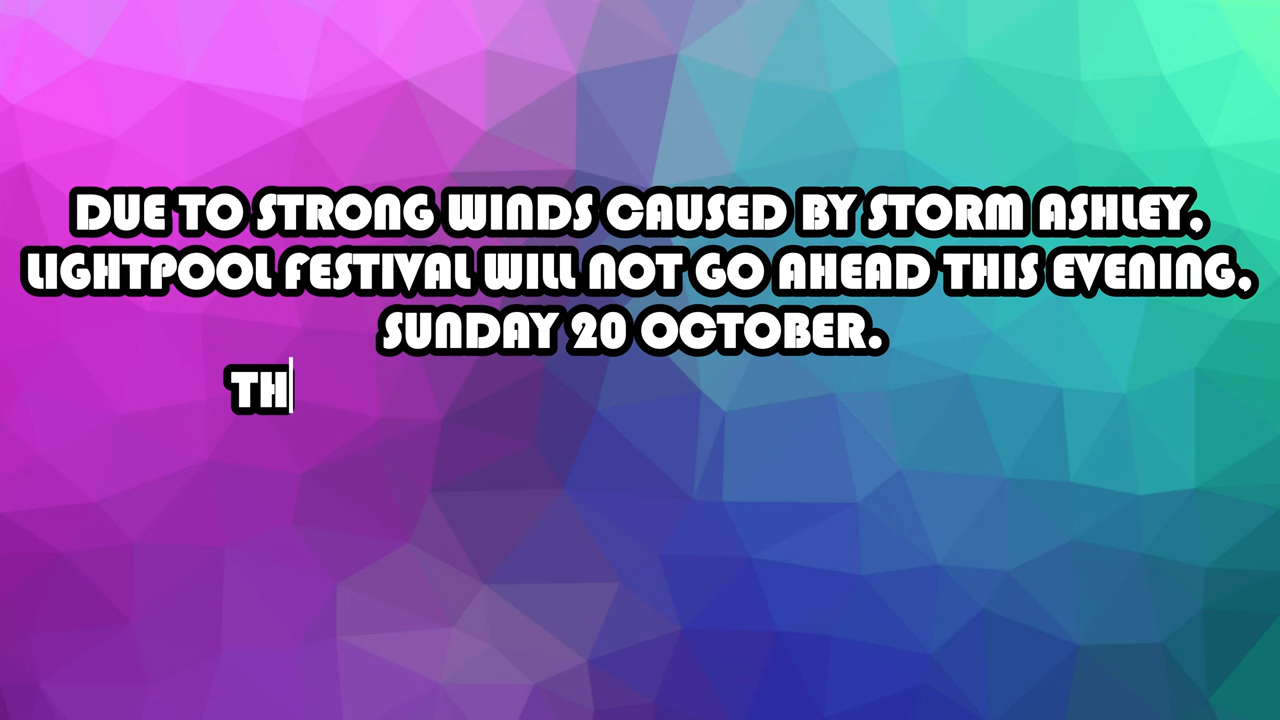 DUE TO STRONG WINDS CAUSED BY STORM ASHLEY,
LIGHTPOOL FESTIVAL WILL NOT GO AHEAD THIS EVENING,
SUNDAY 20 OCTOBER.
TH